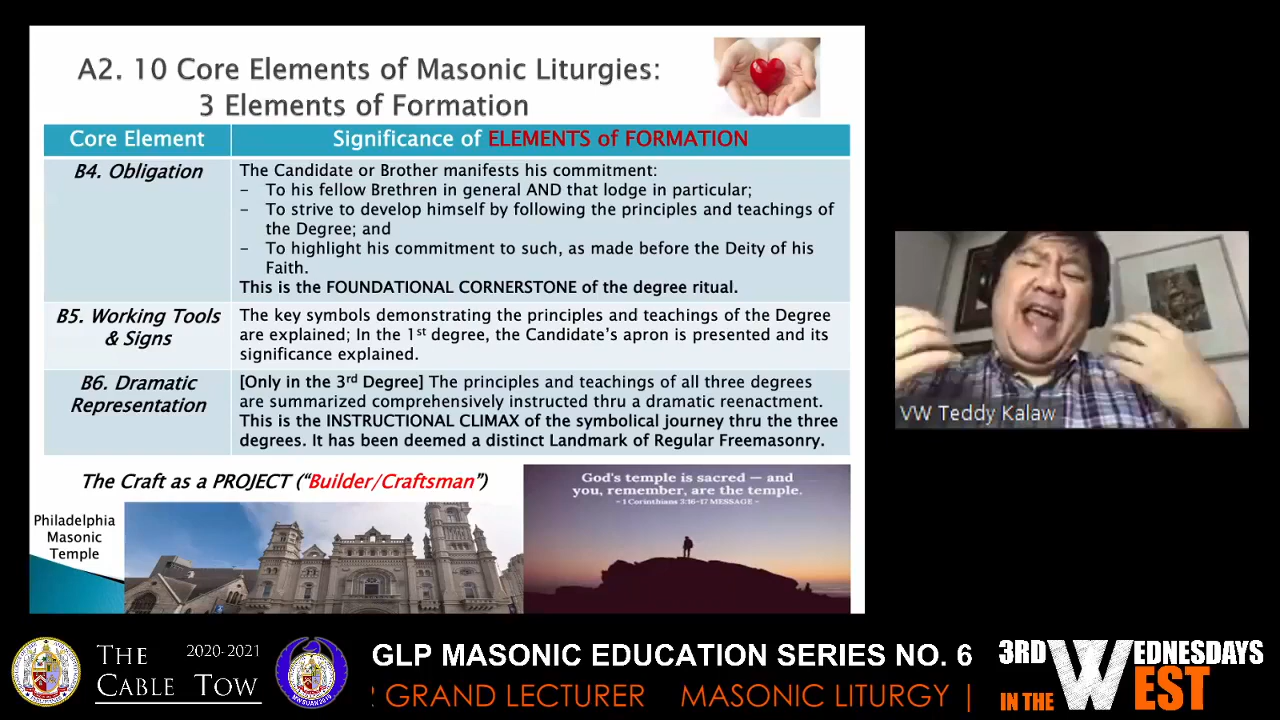 A2. 10 Core Elements of Masonic Liturgies:
3 Elements of Formation
Core Element
Significance of ELEMENTS of FORMATION
B4. Obligation
The Candidate or Brother manifests his commitment:
– To his fellow Brethren in general AND that lodge in particular;
– To strive to develop himself by following the principles and teachings of
the Degree; and
– To highlight his commitment to such, as made before the Deity of his
Faith.
This is the FOUNDATIONAL CORNERSTONE of the degree ritual.
B5. Working Tools
& Signs
The key symbols demonstrating the principles and teachings of the Degree
are explained; In the 1st degree, the Candidate's apron is presented and its
significance explained.
B6. Dramatic
Representation
[Only in the 3rd Degree] The principles and teachings of all three degrees
are summarized comprehensively instructed thru a dramatic reenactment.
This is the INSTRUCTIONAL CLIMAX of the symbolical journey thru the three
degrees. It has been deemed a distinct Landmark of Regular Freemasonry.
The Craft as a PROJECT ("Builder/Craftsman")
Philadelphia
Masonic
Temple
God's temple is sacred — and
you, remember, are the temple.
~ 1 Corinthians 3:16-17 MESSAGE ~
VW Teddy Kalaw
THE
CABLE TOW
2020-2021
GLP MASONIC EDUCATION SERIES NO. 6
GRAND LECTURER MASONIC LITURGY |
3RD WEDNESDAYS
IN THE WEST